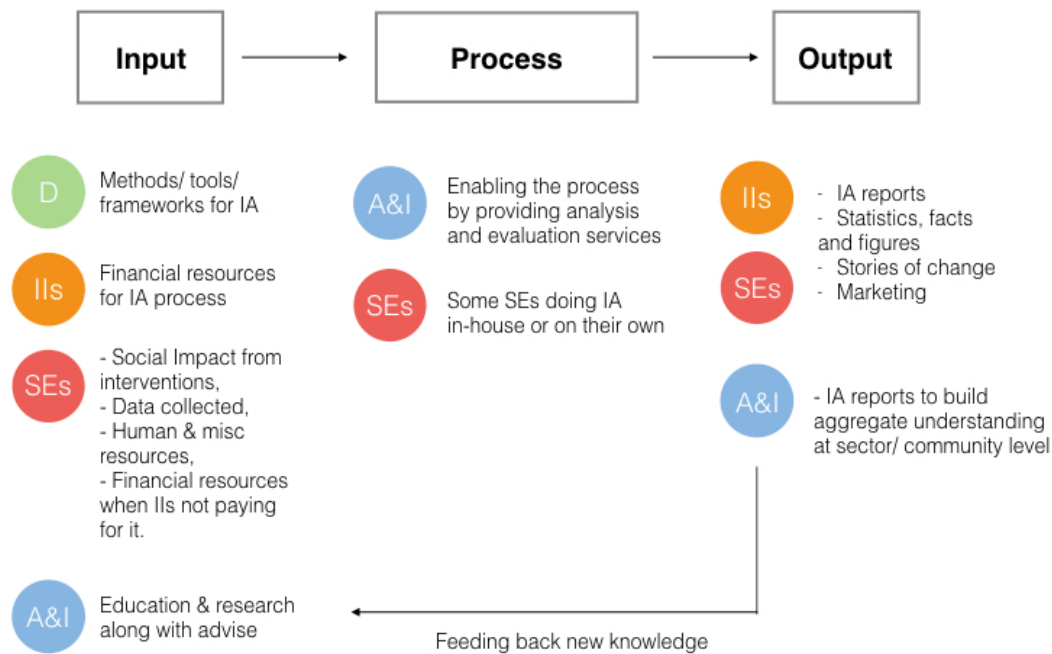 Input
Process
Output
D
Methods/ tools/
frameworks for IA
IIs
Financial resources
for IA process
SEs
- Social Impact from
interventions,
- Data collected,
- Human & misc
resources,
- Financial resources
when IIs not paying
for it.
A&I
Education & research
along with advise
A&I
Enabling the process
by providing analysis
and evaluation services
SEs
Some SEs doing IA
in-house or on their own
IIs
SEs
- IA reports
- Statistics, facts
and figures
- Stories of change
- Marketing
A&I
- IA reports to build
aggregate understanding
at sector/ community level
Feeding back new knowledge